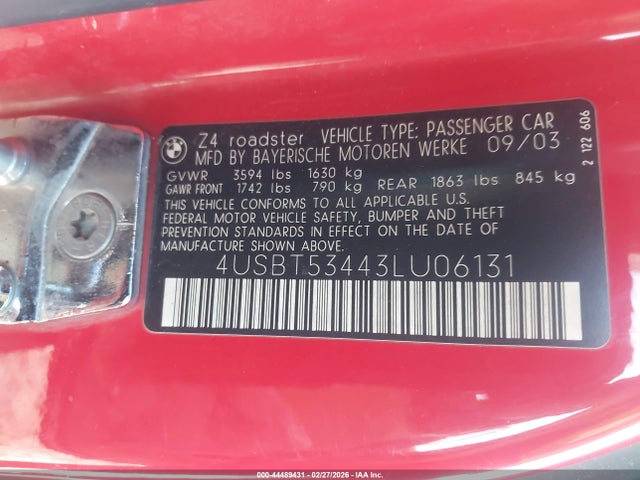 Z4 roadster VEHICLE TYPE: PASSENGER CAR
MFD BY BAYERISCHE MOTOREN WERKE 09/03
GVWR 3594 lbs 1630 kg
GAWR FRONT 1742 lbs 790 kg REAR 1863 lbs 845 kg
THIS VEHICLE CONFORMS TO ALL APPLICABLE U.S.
FEDERAL MOTOR VEHICLE SAFETY, BUMPER AND THEFT
PREVENTION STANDARDS IN EFFECT ON THE DATE OF
MANUFACTURE SHOWN ABOVE.
4USBT53443LU06131
2 122 606
000-44489431 - 02/27/2026 - IAAI.COM